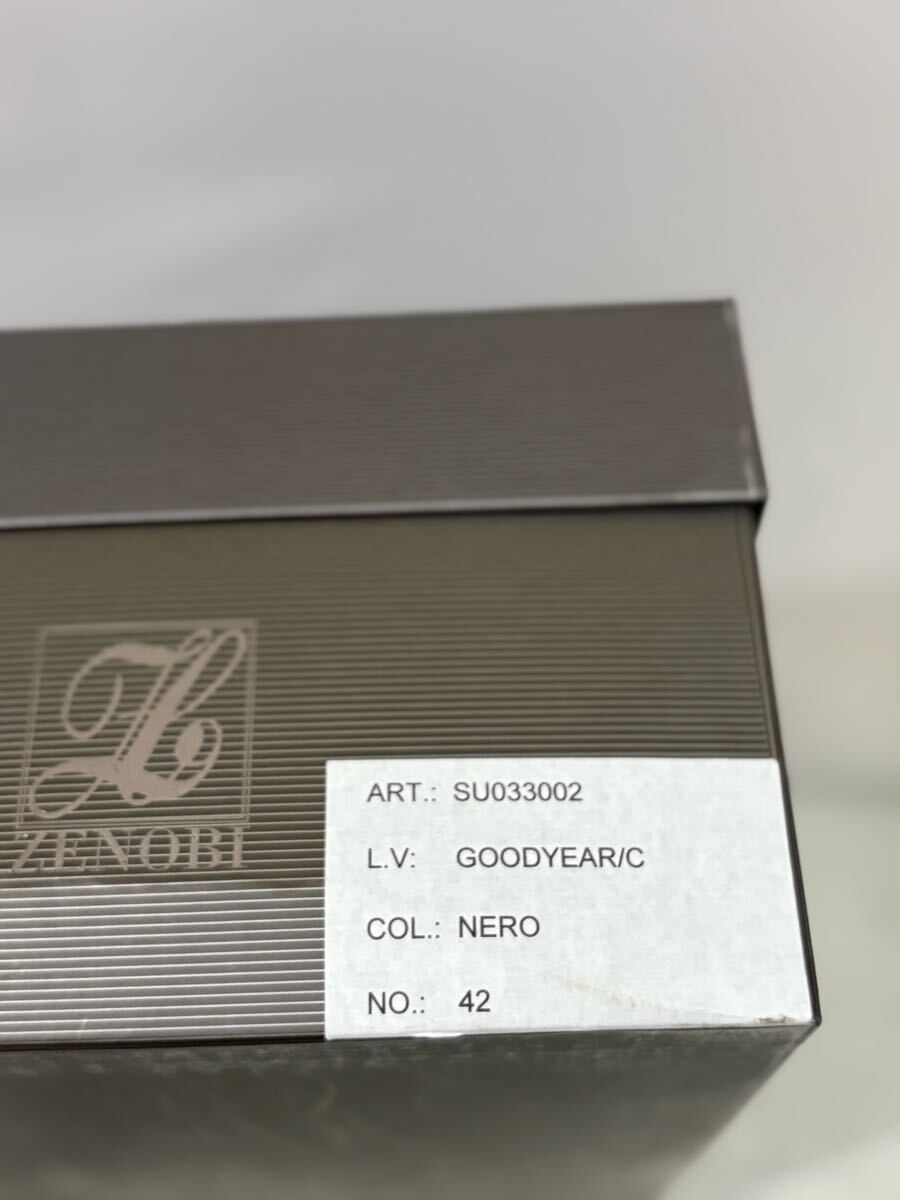 ZENOBI
ART.: SU033002
L.V: GOODYEAR/C
COL.: NERO
NO.: 42